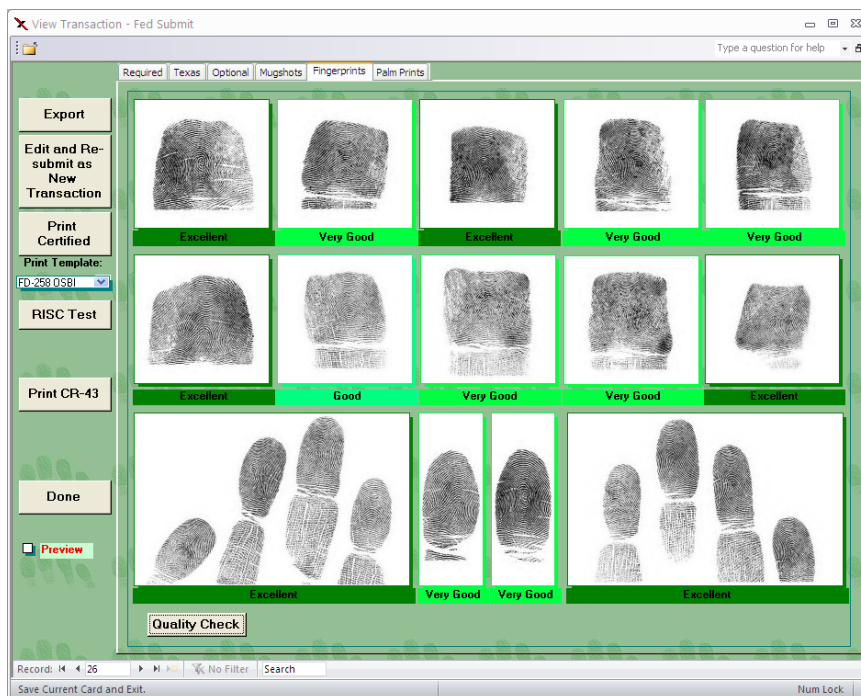 View Transaction - Fed Submit
Type a question for help
Required Texas Optional Mugshots Fingerprints Palm Prints
Export
Edit and Re-
submit as
New
Transaction
Print
Certified
Print Template:
FD-258 OSBI
RISC Test
Print CR-43
Done
Preview
Excellent Very Good Excellent Very Good Very Good
Excellent Good Very Good Very Good Excellent
Excellent Very Good Very Good Excellent
Quality Check
Record: 26 No Filter Search
Save Current Card and Exit. Num Lock